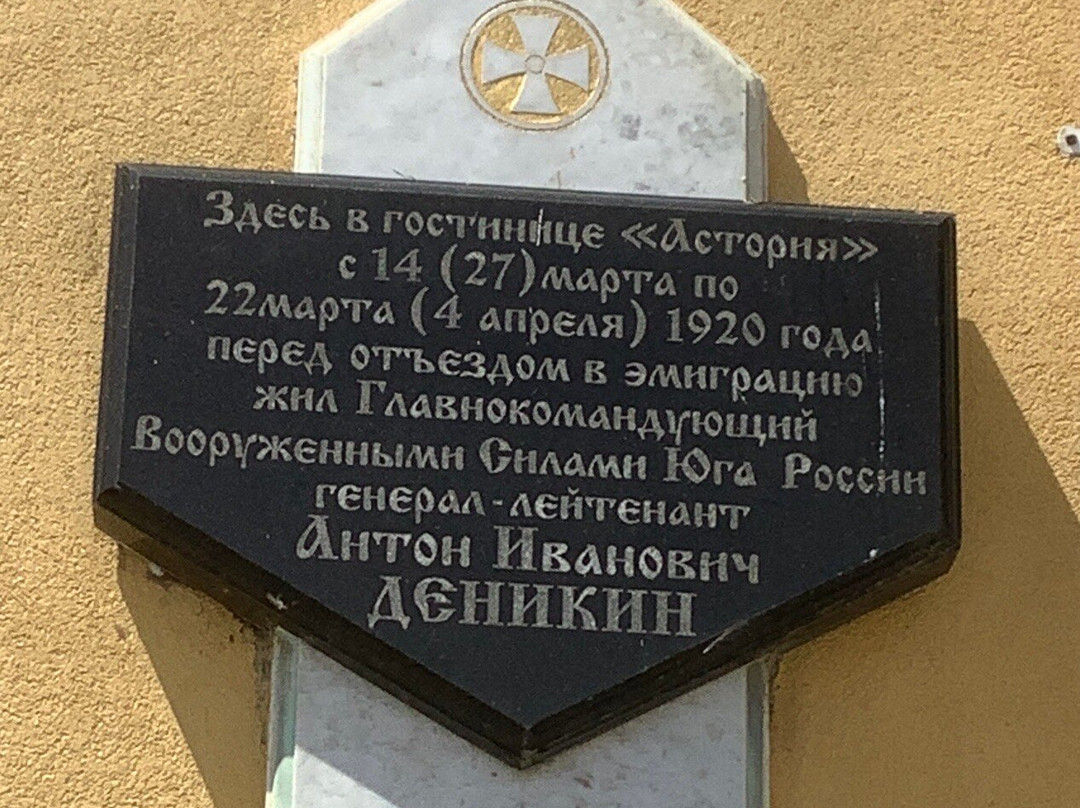 Здесь в гостинице «Астория»
с 14 (27)марта по
22марта (4 апреля) 1920 года
перед отъездом в эмиграцию
жил Главнокомандующий
Вооруженными Силами Юга России
генерал-лейтенант
Антон Иванович
ДЕНИКИН